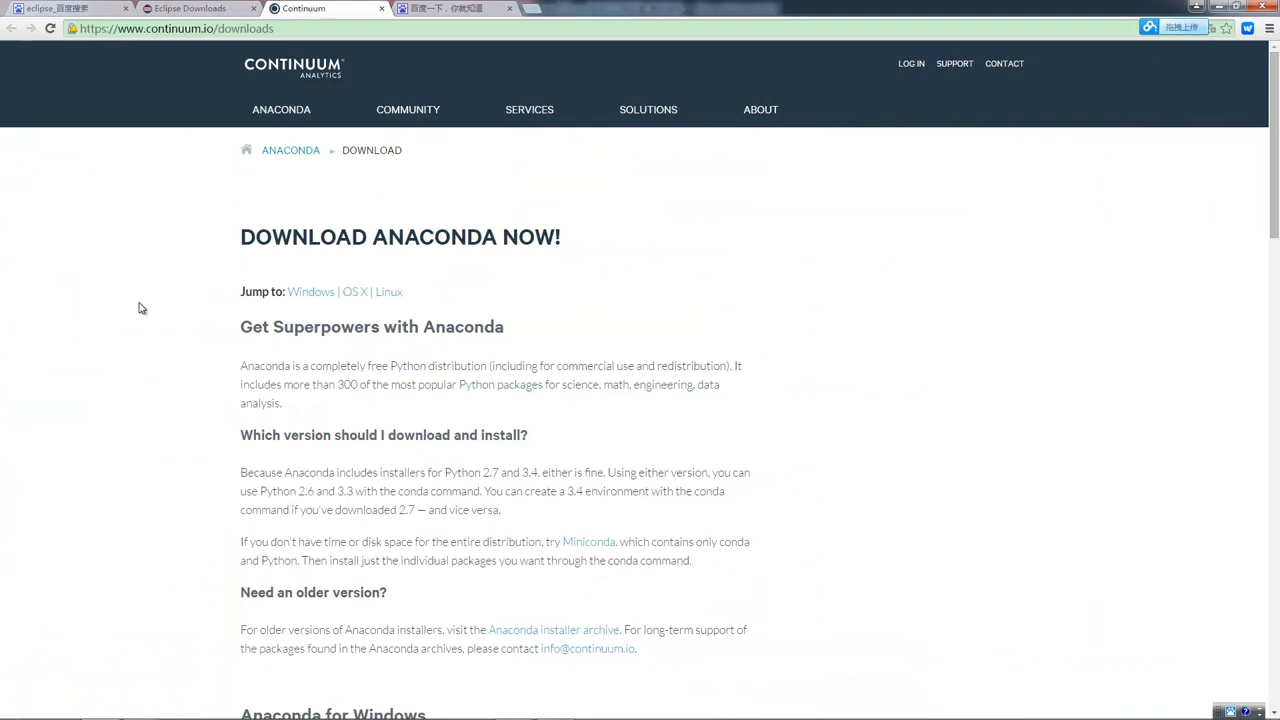 eclipse_百度搜索
Eclipse Downloads
Continuum
百度一下，你就知道
https://www.continuum.io/downloads
拖拽上传
CONTINUUM
ANALYTICS
LOG IN SUPPORT CONTACT
ANACONDA COMMUNITY SERVICES SOLUTIONS ABOUT
ANACONDA ▸ DOWNLOAD
DOWNLOAD ANACONDA NOW!
Jump to: Windows | OS X | Linux
Get Superpowers with Anaconda
Anaconda is a completely free Python distribution (including for commercial use and redistribution). It
includes more than 300 of the most popular Python packages for science, math, engineering, data
analysis.
Which version should I download and install?
Because Anaconda includes installers for Python 2.7 and 3.4, either is fine. Using either version, you can
use Python 2.6 and 3.3 with the conda command. You can create a 3.4 environment with the conda
command if you've downloaded 2.7 — and vice versa.
If you don't have time or disk space for the entire distribution, try Miniconda, which contains only conda
and Python. Then install just the individual packages you want through the conda command.
Need an older version?
For older versions of Anaconda installers, visit the Anaconda installer archive. For long-term support of
the packages found in the Anaconda archives, please contact info@continuum.io.
Anaconda for Windows